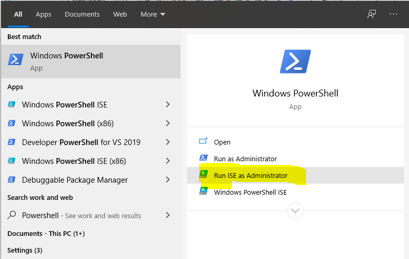 All Apps Documents Web More
Best match
Windows PowerShell
App
Apps
Windows PowerShell ISE
Windows PowerShell (x86)
Developer PowerShell for VS 2019
Windows PowerShell ISE (x86)
Debuggable Package Manager
Search work and web
Powershell - See work and web results
Documents - This PC (1+)
Settings (3)
Windows PowerShell
App
Open
Run as Administrator
Run ISE as Administrator
Windows PowerShell ISE